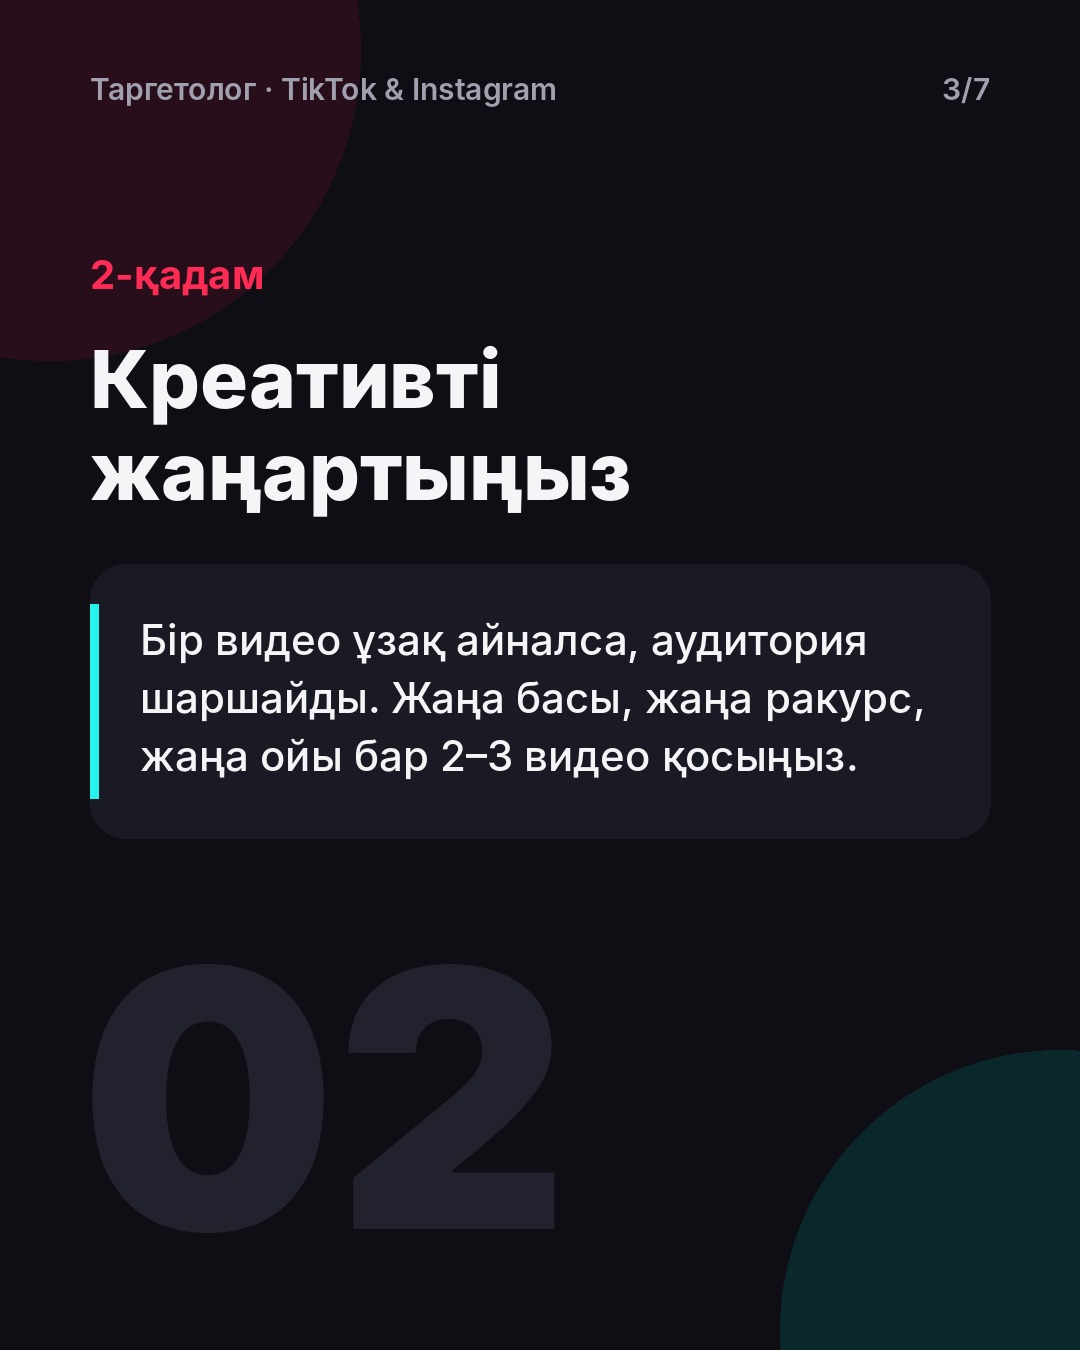 Таргетолог · TikTok & Instagram
3/7
2-қадам
Креативті
жаңартыңыз
Бір видео ұзақ айналса, аудитория
шаршайды. Жаңа басы, жаңа ракурс,
жаңа ойы бар 2–3 видео қосыңыз.
02